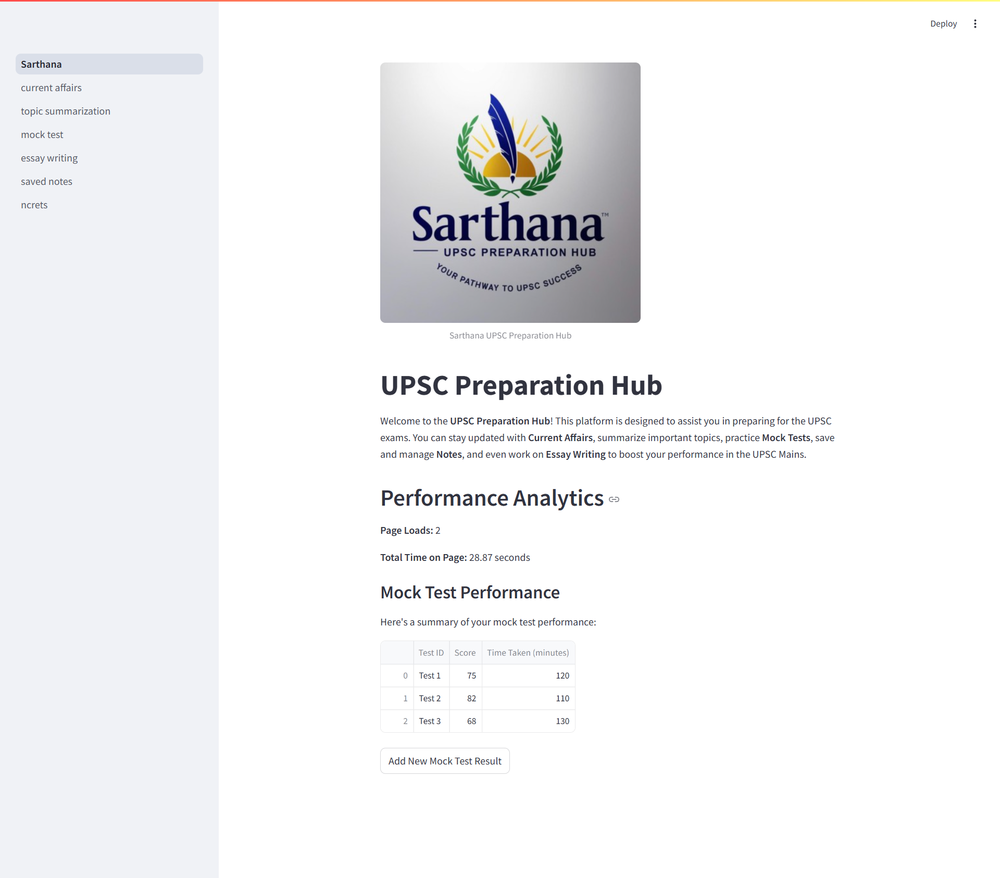 Deploy
Sarthana
current affairs
topic summarization
mock test
essay writing
saved notes
ncrets
Sarthana™
UPSC PREPARATION HUB
YOUR PATHWAY TO UPSC SUCCESS
Sarthana UPSC Preparation Hub
UPSC Preparation Hub
Welcome to the UPSC Preparation Hub! This platform is designed to assist you in preparing for the UPSC
exams. You can stay updated with Current Affairs, summarize important topics, practice Mock Tests, save
and manage Notes, and even work on Essay Writing to boost your performance in the UPSC Mains.
Performance Analytics
Page Loads: 2
Total Time on Page: 28.87 seconds
Mock Test Performance
Here's a summary of your mock test performance:
Test ID Score Time Taken (minutes)
0 Test 1 75 120
1 Test 2 82 110
2 Test 3 68 130
Add New Mock Test Result